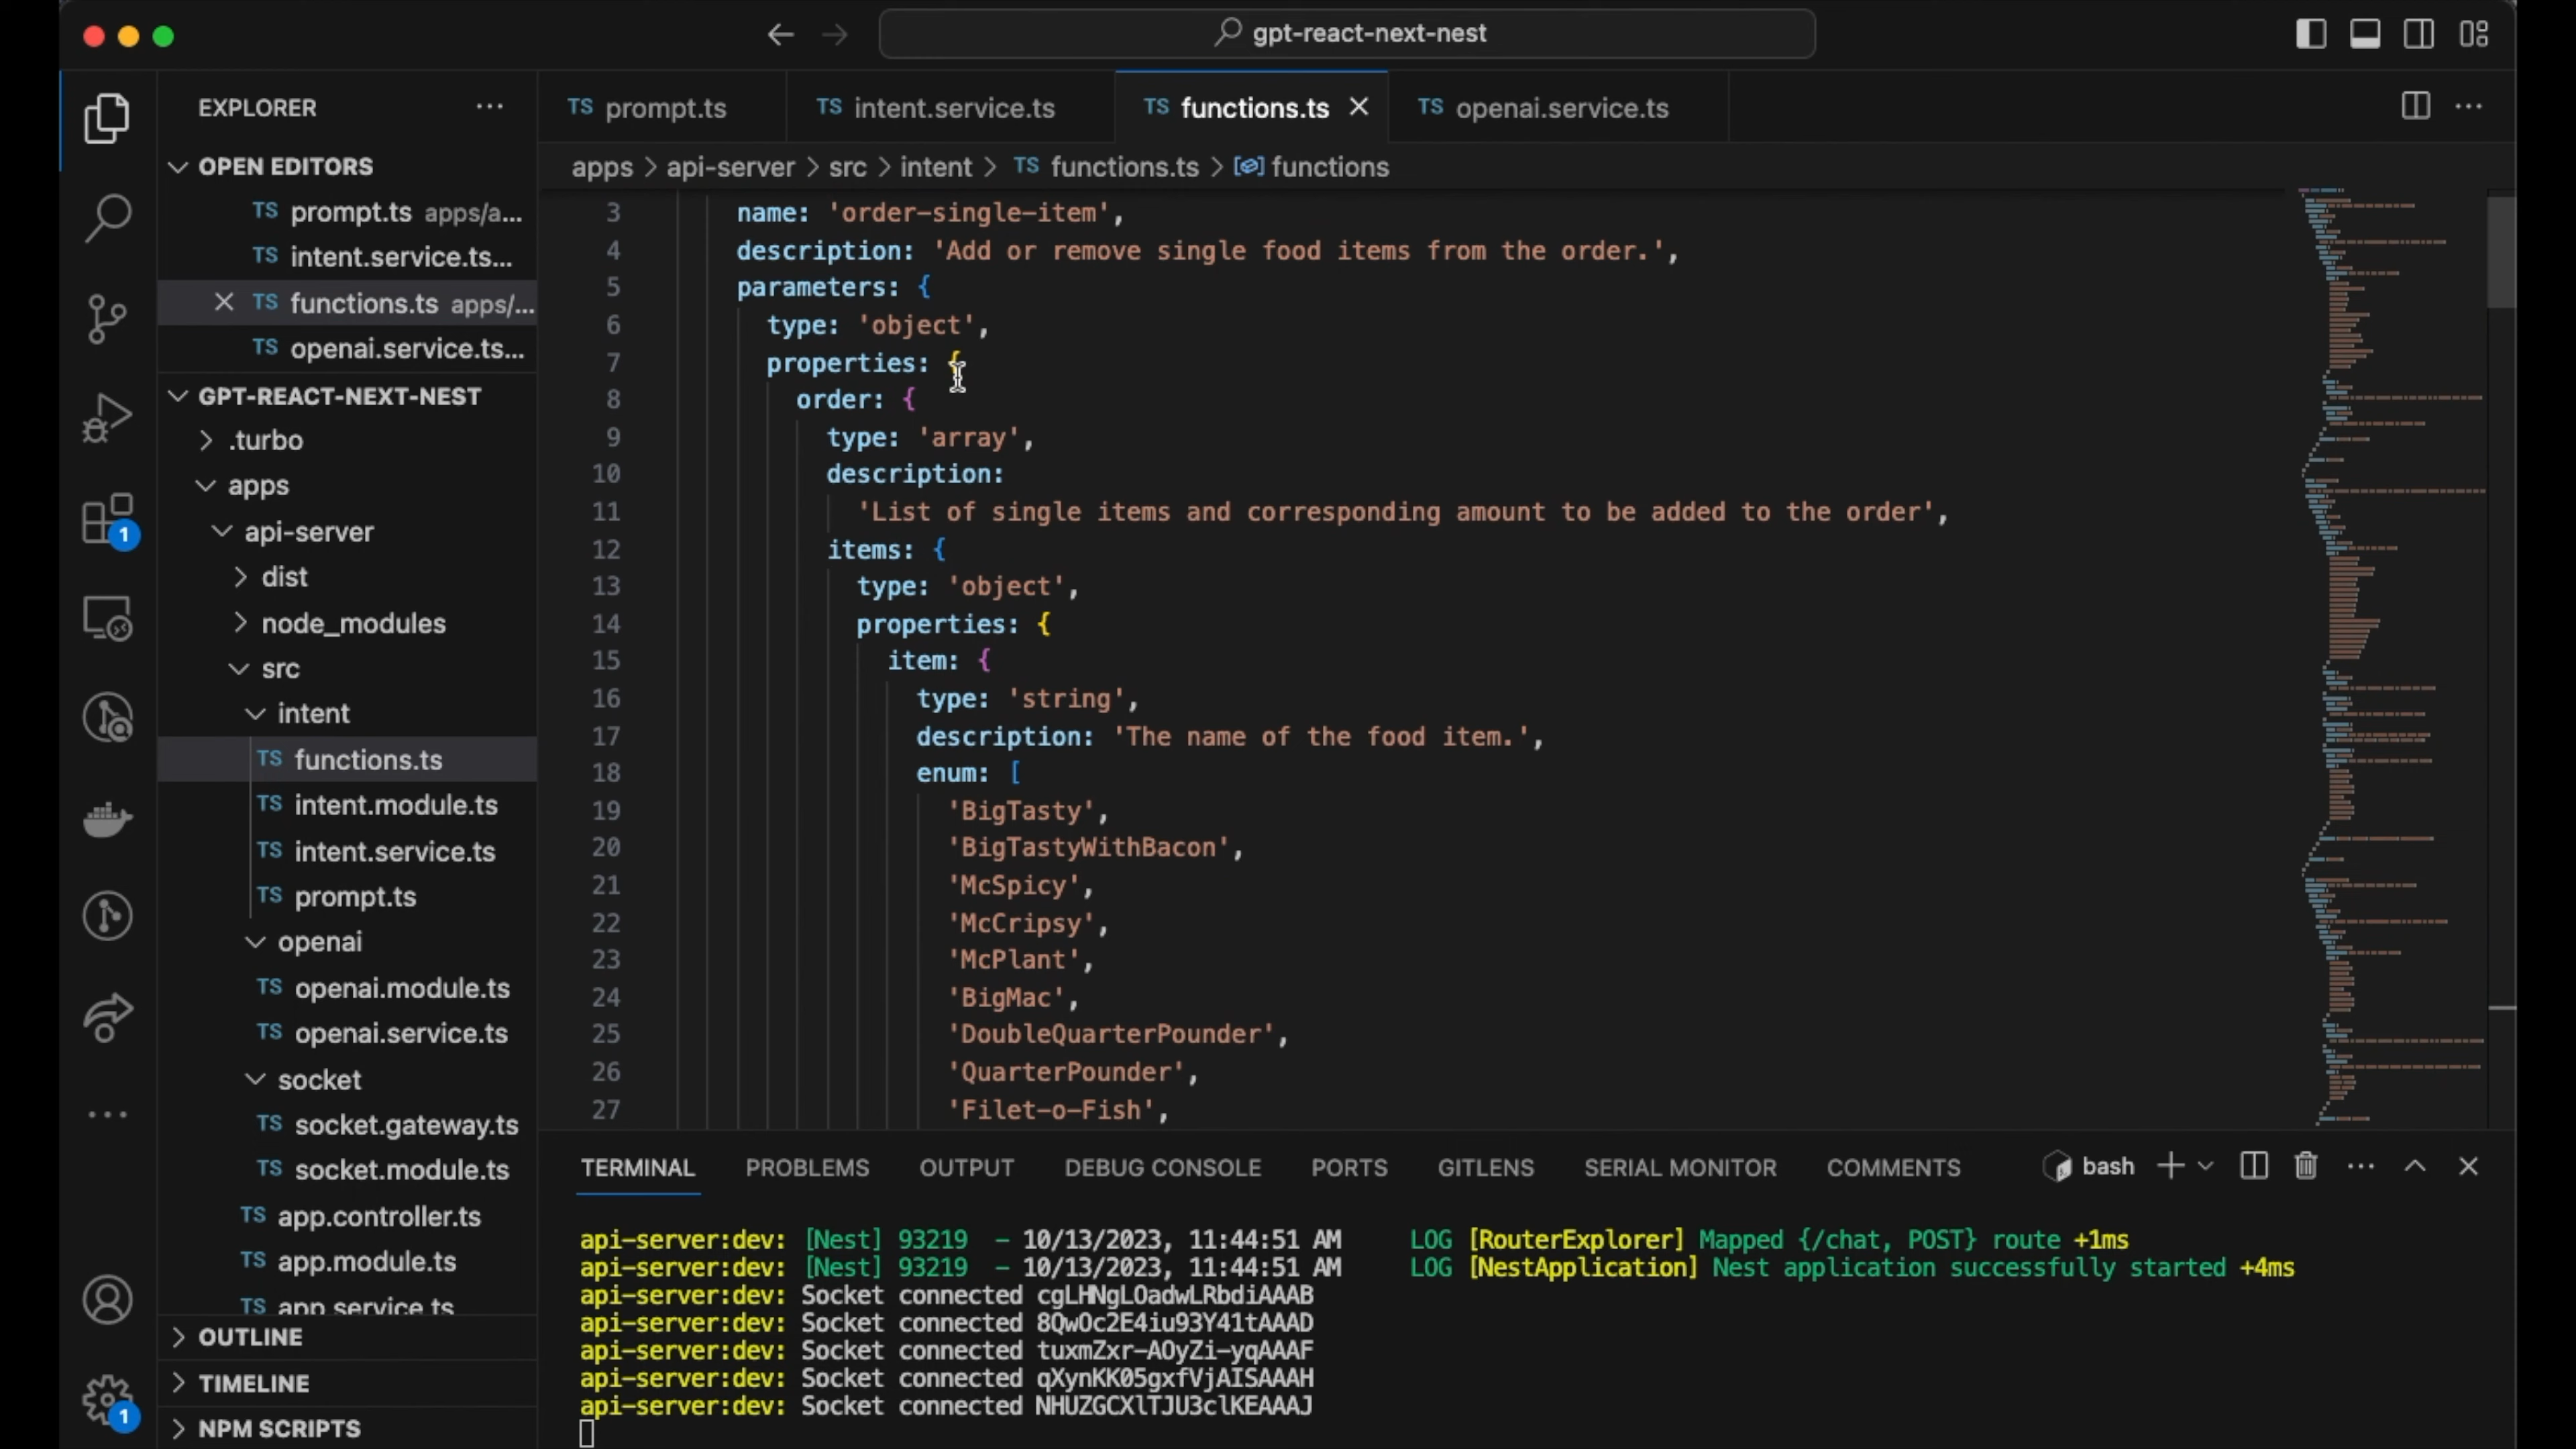 gpt-react-next-nest
EXPLORER
TS prompt.ts
TS intent.service.ts
TS functions.ts
TS openai.service.ts
OPEN EDITORS
TS prompt.ts apps/a...
TS intent.service.ts...
TS functions.ts apps/...
TS openai.service.ts...
GPT-REACT-NEXT-NEST
.turbo
apps
api-server
dist
node_modules
src
intent
TS functions.ts
TS intent.module.ts
TS intent.service.ts
TS prompt.ts
openai
TS openai.module.ts
TS openai.service.ts
socket
TS socket.gateway.ts
TS socket.module.ts
TS app.controller.ts
TS app.module.ts
TS app.service.ts
OUTLINE
TIMELINE
NPM SCRIPTS
1
1
apps > api-server > src > intent > TS functions.ts > functions
3 name: 'order-single-item',
4 description: 'Add or remove single food items from the order.',
5 parameters: {
6 type: 'object',
7 properties: {
8 order: {
9 type: 'array',
10 description:
11 'List of single items and corresponding amount to be added to the order',
12 items: {
13 type: 'object',
14 properties: {
15 item: {
16 type: 'string',
17 description: 'The name of the food item.',
18 enum: [
19 'BigTasty',
20 'BigTastyWithBacon',
21 'McSpicy',
22 'McCripsy',
23 'McPlant',
24 'BigMac',
25 'DoubleQuarterPounder',
26 'QuarterPounder',
27 'Filet-o-Fish',
TERMINAL PROBLEMS OUTPUT DEBUG CONSOLE PORTS GITLENS SERIAL MONITOR COMMENTS bash
api-server:dev: [Nest] 93219 - 10/13/2023, 11:44:51 AM LOG [RouterExplorer] Mapped {/chat, POST} route +1ms
api-server:dev: [Nest] 93219 - 10/13/2023, 11:44:51 AM LOG [NestApplication] Nest application successfully started +4ms
api-server:dev: Socket connected cgLHNgLOadwLRbdiAAAB
api-server:dev: Socket connected 8QwOc2E4iu93Y41tAAAD
api-server:dev: Socket connected tuxmZxr-AOyZi-yqAAAF
api-server:dev: Socket connected qXynKK05gxfVjAISAAAH
api-server:dev: Socket connected NHUZGCXlTJU3clKEAAAJ